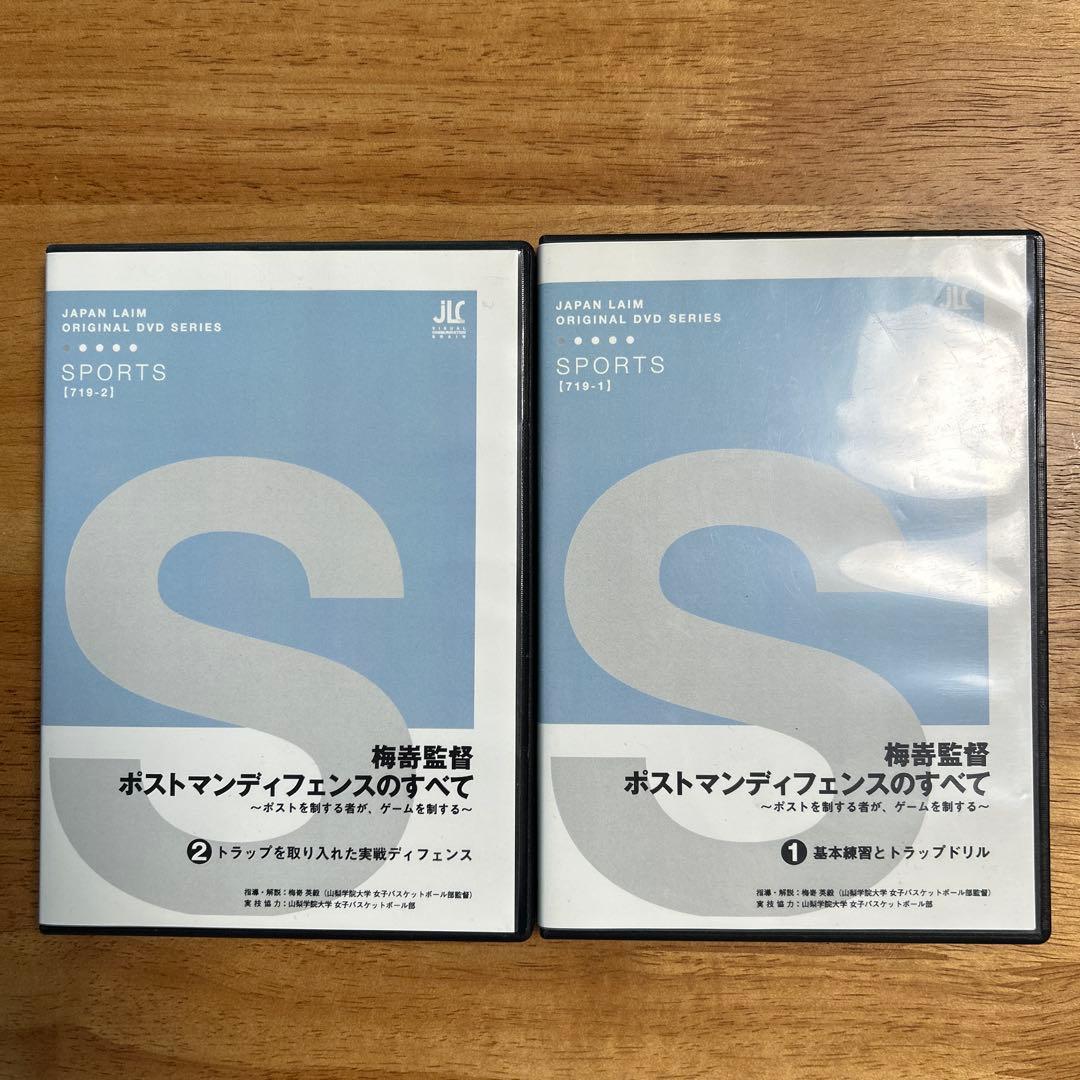 JAPAN LAIM
ORIGINAL DVD SERIES
SPORTS
【719-2】
JLC
VISUAL
COMMUNICATION
BRAIN
S
梅嵜監督
ポストマンディフェンスのすべて
〜ポストを制する者が、ゲームを制する〜
❷トラップを取り入れた実戦ディフェンス
指導・解説：梅嵜 英毅（山梨学院大学 女子バスケットボール部監督）
実技協力：山梨学院大学 女子バスケットボール部
JAPAN LAIM
ORIGINAL DVD SERIES
SPORTS
【719-1】
JLC
S
梅嵜監督
ポストマンディフェンスのすべて
〜ポストを制する者が、ゲームを制する〜
❶基本練習とトラップドリル
指導・解説：梅嵜 英毅（山梨学院大学 女子バスケットボール部監督）
実技協力：山梨学院大学 女子バスケットボール部